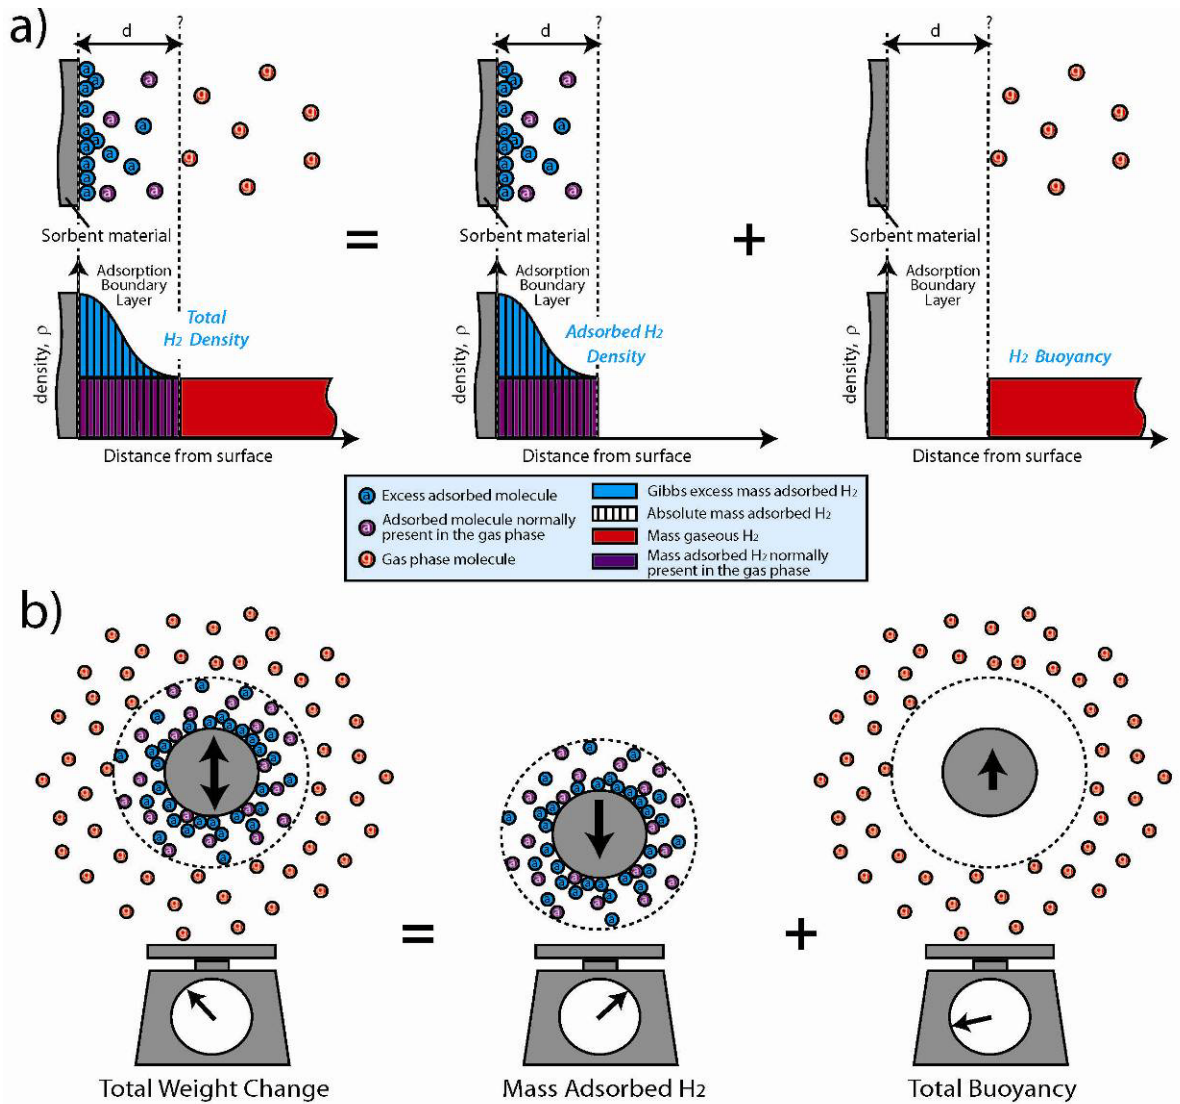 a)
d
?
d
?
d
?
Sorbent material
Sorbent material
Sorbent material
=
+
Adsorption
Boundary
Layer
Total
H2 Density
density, ρ
Distance from surface
Adsorption
Boundary
Layer
Adsorbed H2
Density
density, ρ
Distance from surface
Adsorption
Boundary
Layer
H2 Buoyancy
density, ρ
Distance from surface
a Excess adsorbed molecule
a Adsorbed molecule normally
present in the gas phase
g Gas phase molecule
Gibbs excess mass adsorbed H2
Absolute mass adsorbed H2
Mass gaseous H2
Mass adsorbed H2 normally
present in the gas phase
b)
=
+
Total Weight Change
Mass Adsorbed H2
Total Buoyancy